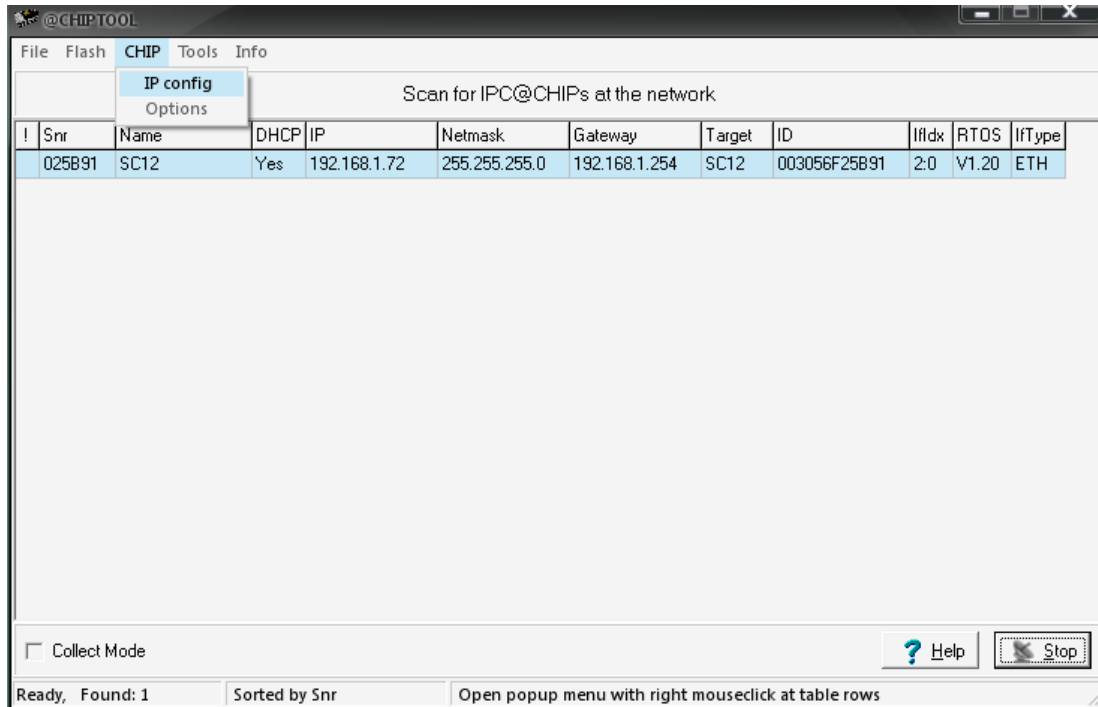 @CHIPTOOL
File Flash CHIP Tools Info
IP config
Options
Scan for IPC@CHIPs at the network
! Snr Name DHCP IP Netmask Gateway Target ID IfIdx RTOS IfType
025B91 SC12 Yes 192.168.1.72 255.255.255.0 192.168.1.254 SC12 003056F25B91 2:0 V1.20 ETH
Collect Mode
? Help Stop
Ready, Found: 1 Sorted by Snr Open popup menu with right mouseclick at table rows